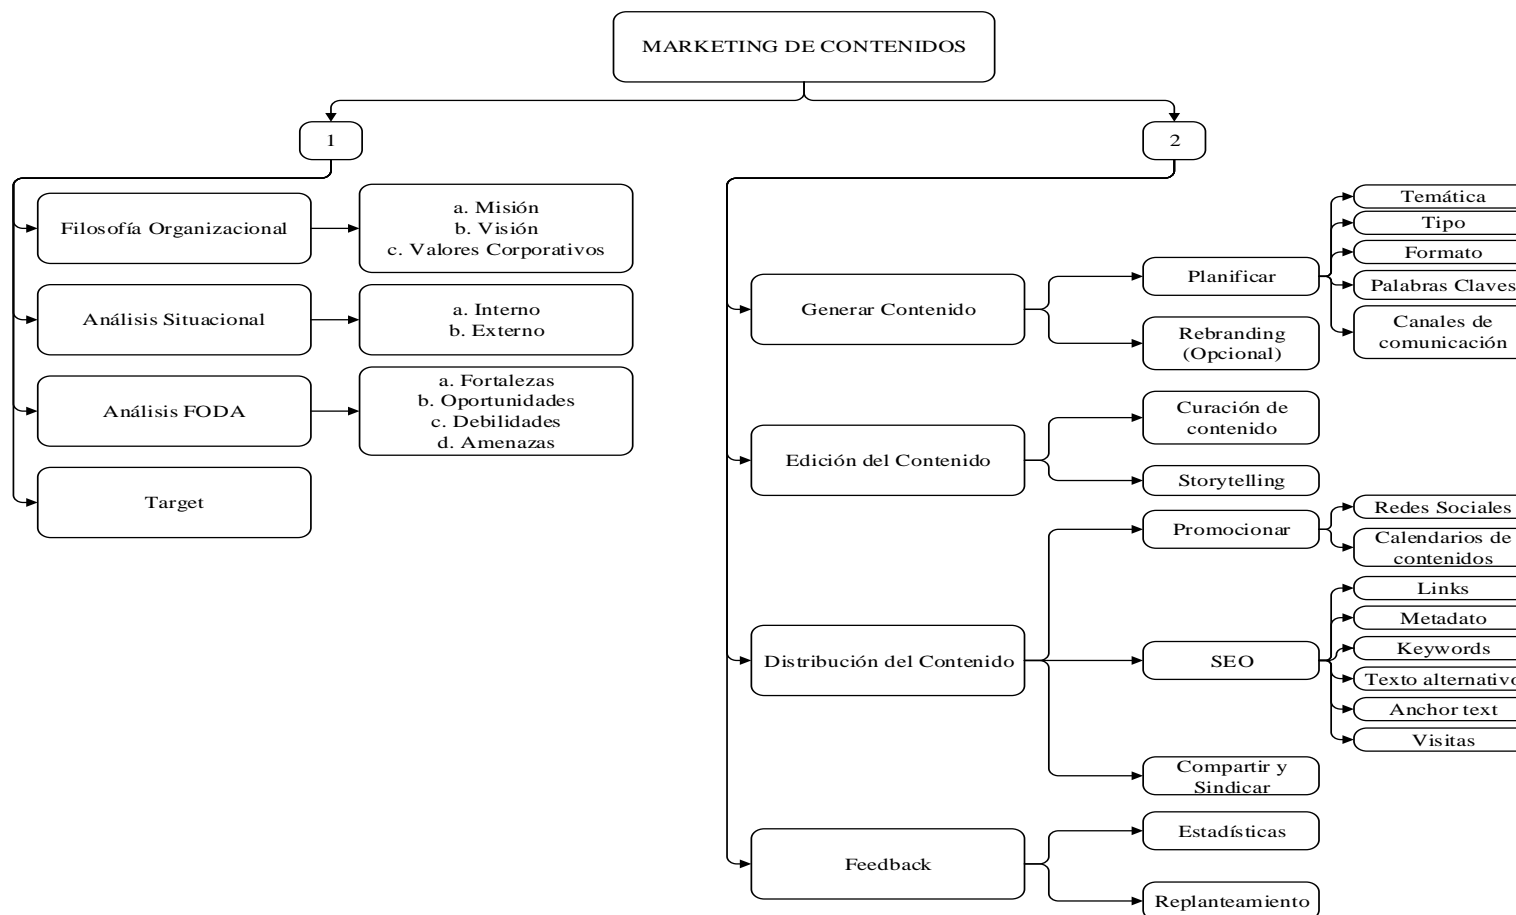 MARKETING DE CONTENIDOS
1
Filosofía Organizacional
a. Misión
b. Visión
c. Valores Corporativos
Análisis Situacional
a. Interno
b. Externo
Análisis FODA
a. Fortalezas
b. Oportunidades
c. Debilidades
d. Amenazas
Target
2
Generar Contenido
Planificar
Temática
Tipo
Formato
Palabras Claves
Canales de
comunicación
Rebranding
(Opcional)
Edición del Contenido
Curación de
contenido
Storytelling
Distribución del Contenido
Promocionar
Redes Sociales
Calendarios de
contenidos
SEO
Links
Metadato
Keywords
Texto alternativo
Anchor text
Visitas
Compartir y
Sindicar
Feedback
Estadísticas
Replanteamiento